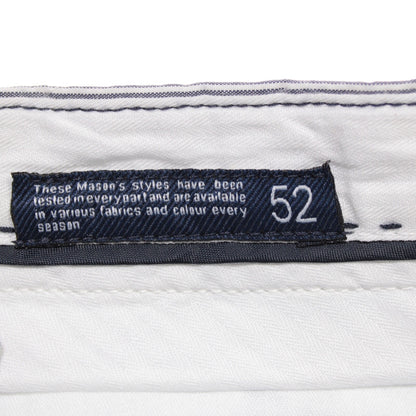 These Mason's styles have been
tested in every part and are available
in various fabrics and colour every
season
52